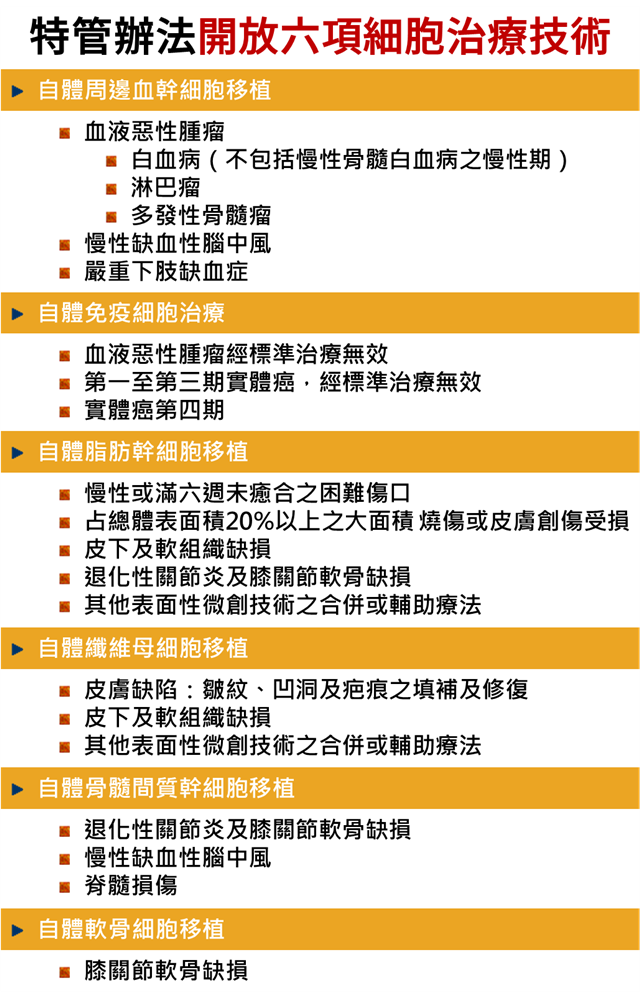 特管辦法開放六項細胞治療技術
自體周邊血幹細胞移植
血液惡性腫瘤
白血病(不包括慢性骨髓白血病之慢性期)
淋巴瘤
多發性骨髓瘤
慢性缺血性腦中風
嚴重下肢缺血症
自體免疫細胞治療
血液惡性腫瘤經標準治療無效
第一至第三期實體癌,經標準治療無效
實體癌第四期
自體脂肪幹細胞移植
慢性或滿六週未癒合之困難傷口
占總體表面積20%以上之大面積 燒傷或皮膚創傷受損
皮下及軟組織缺損
退化性關節炎及膝關節軟骨缺損
其他表面性微創技術之合併或輔助療法
自體纖維母細胞移植
皮膚缺陷:皺紋、凹洞及疤痕之填補及修復
皮下及軟組織缺損
其他表面性微創技術之合併或輔助療法
自體骨髓間質幹細胞移植
退化性關節炎及膝關節軟骨缺損
慢性缺血性腦中風
脊髓損傷
自體軟骨細胞移植
膝關節軟骨缺損